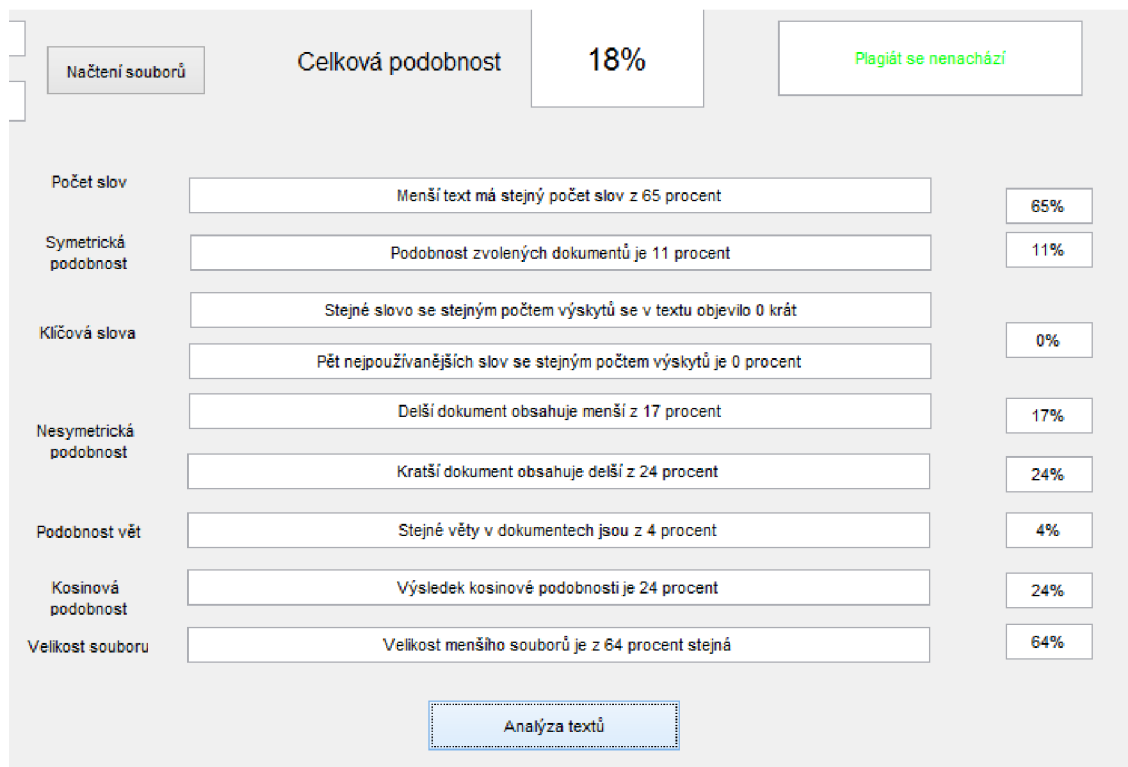 Načtení souborů
Celková podobnost
18%
Plagiát se nenachází
Počet slov
Menší text má stejný počet slov z 65 procent
65%
Symetrická
podobnost
Podobnost zvolených dokumentů je 11 procent
11%
Klíčová slova
Stejné slovo se stejným počtem výskytů se v textu objevilo 0 krát
Pět nejpoužívanějších slov se stejným počtem výskytů je 0 procent
0%
Nesymetrická
podobnost
Delší dokument obsahuje menší z 17 procent
17%
Kratší dokument obsahuje delší z 24 procent
24%
Podobnost vět
Stejné věty v dokumentech jsou z 4 procent
4%
Kosinová
podobnost
Výsledek kosinové podobnosti je 24 procent
24%
Velikost souboru
Velikost menšího souborů je z 64 procent stejná
64%
Analýza textů